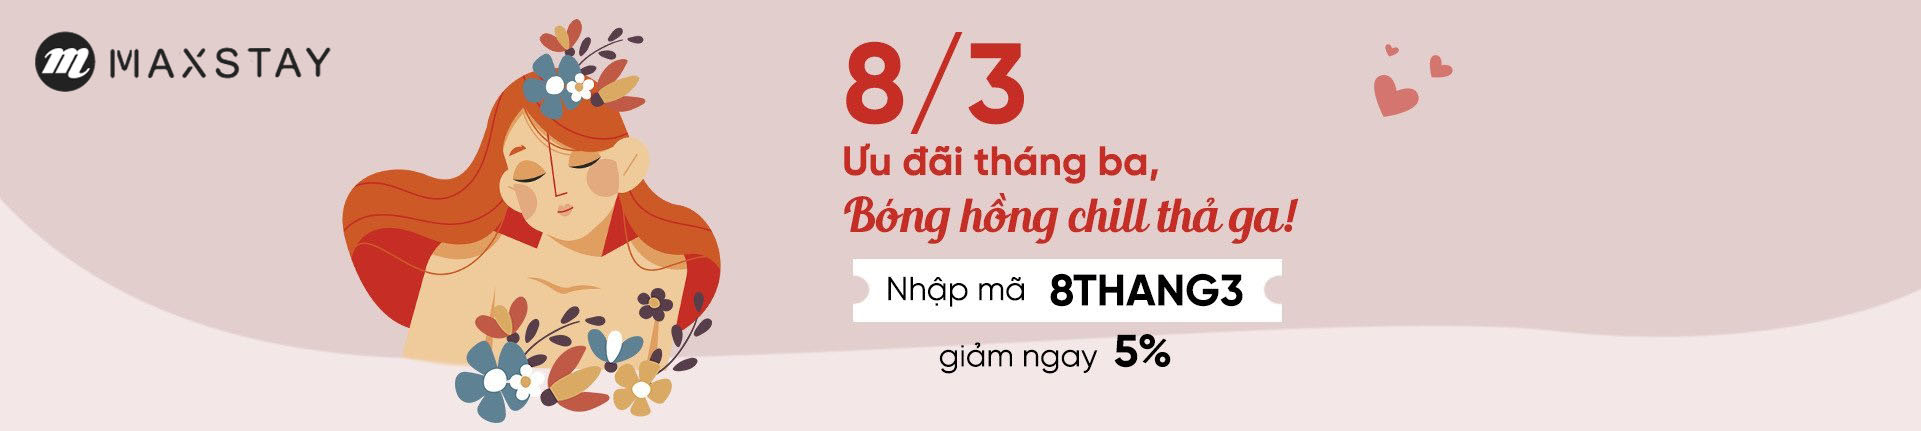 m MAXSTAY
8/3
Ưu đãi tháng ba,
Bóng hồng chill thả ga!
Nhập mã 8THANG3
giảm ngay 5%